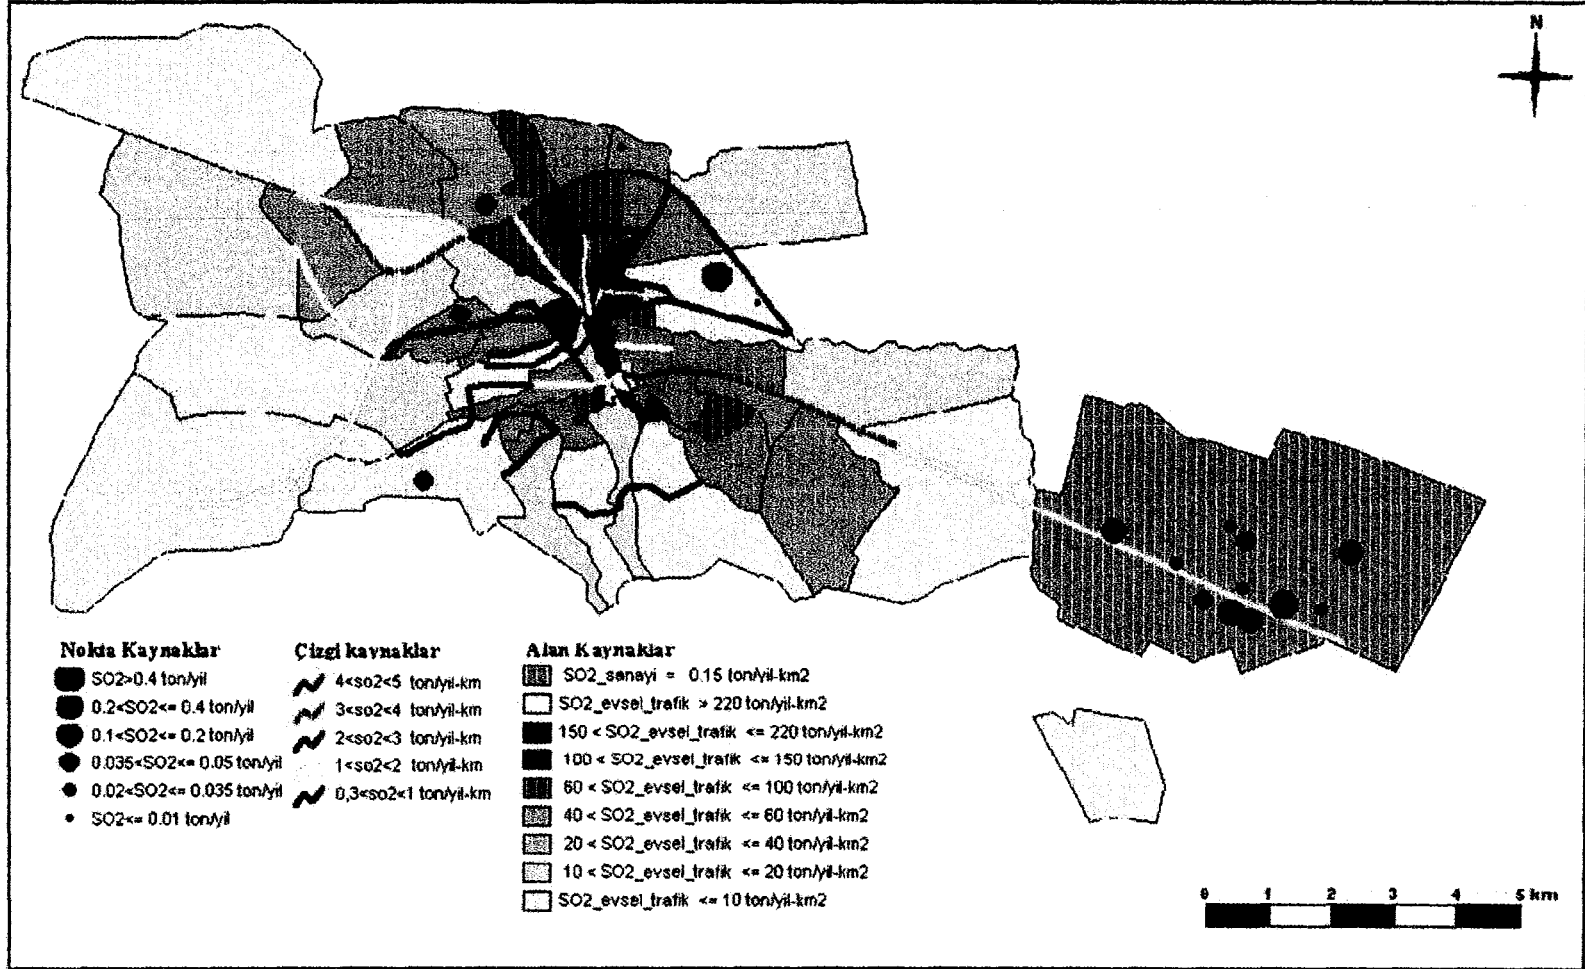 N
Nokta Kaynaklar
SO2>0.4 ton/yil
0.2<SO2<= 0.4 ton/yil
0.1<SO2<= 0.2 ton/yil
0.035<SO2<= 0.05 ton/yil
0.02<SO2<= 0.035 ton/yil
SO2<= 0.01 ton/yil
Çizgi kaynaklar
4<so2<5 ton/yil-km
3<so2<4 ton/yil-km
2<so2<3 ton/yil-km
1<so2<2 ton/yil-km
0,3<so2<1 ton/yil-km
Alan Kaynaklar
SO2_sanayi = 0.15 ton/yil-km2
SO2_evsel_trafik > 220 ton/yil-km2
150 < SO2_evsel_trafik <= 220 ton/yil-km2
100 < SO2_evsel_trafik <= 150 ton/yil-km2
60 < SO2_evsel_trafik <= 100 ton/yil-km2
40 < SO2_evsel_trafik <= 60 ton/yil-km2
20 < SO2_evsel_trafik <= 40 ton/yil-km2
10 < SO2_evsel_trafik <= 20 ton/yil-km2
SO2_evsel_trafik <= 10 ton/yil-km2
0 1 2 3 4 5 km